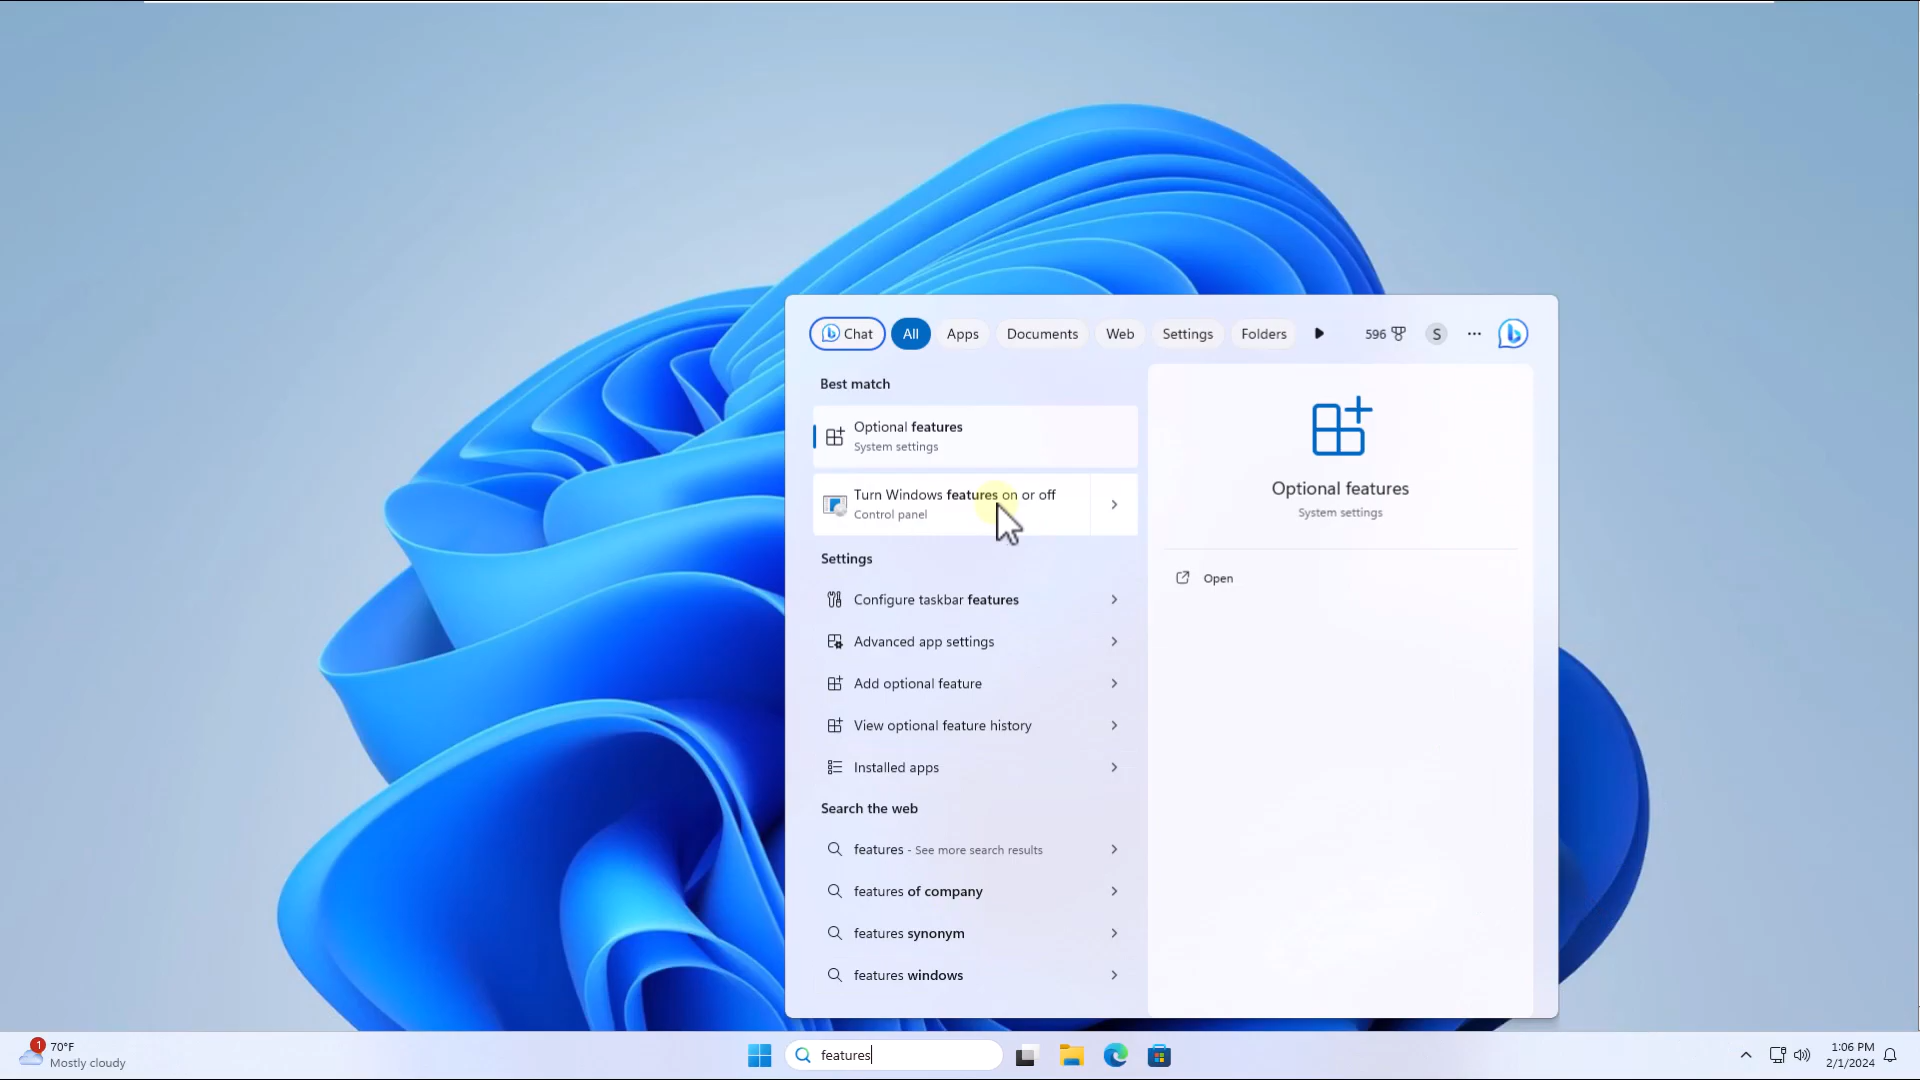 Chat All Apps Documents Web Settings Folders 596 S ...
Best match
Optional features
System settings
Turn Windows features on or off
Control panel
Settings
Configure taskbar features
Advanced app settings
Add optional feature
View optional feature history
Installed apps
Search the web
features - See more search results
features of company
features synonym
features windows
Optional features
System settings
Open
1
70°F
Mostly cloudy
features
1:06 PM
2/1/2024